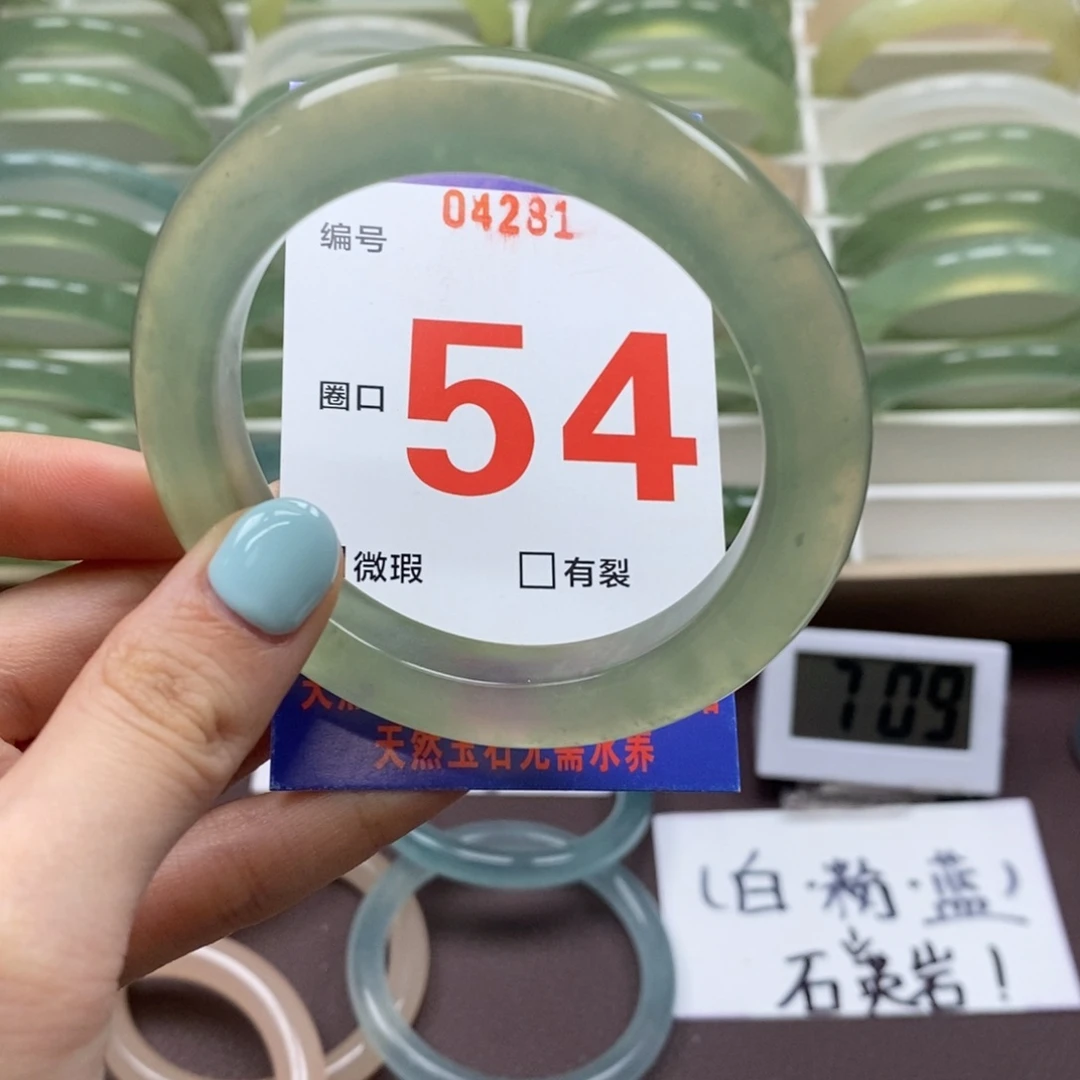 04281
编号
圈口
54
微瑕 □有裂
天然玉石无需水养
709
(白·粉·蓝)
石英岩！